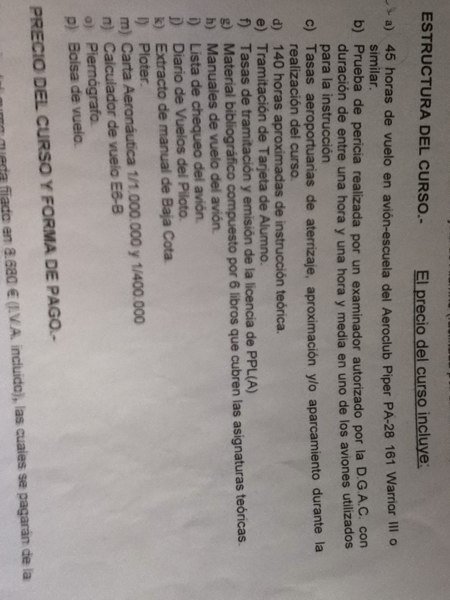 ESTRUCTURA DEL CURSO.- El precio del curso incluye:
a) 45 horas de vuelo en avión-escuela del Aeroclub Piper PA-28 161 Warrior III o
similar.
b) Prueba de pericia realizada por un examinador autorizado por la D.G.A.C. con
duración de entre una hora y una hora y media en uno de los aviones utilizados
para la instrucción
c) Tasas aeroportuarias de aterrizaje, aproximación y/o aparcamiento durante la
realización del curso.
d) 140 horas aproximadas de instrucción teórica.
e) Tramitación de Tarjeta de Alumno.
f) Tasas de tramitación y emisión de la licencia de PPL(A)
g) Material bibliográfico compuesto por 6 libros que cubren las asignaturas teóricas.
h) Manuales de vuelo del avión.
i) Lista de chequeo del avión.
j) Diario de Vuelos del Piloto.
k) Extracto de manual de Baja Cota.
l) Ploter.
m) Carta Aeronáutica 1/1.000.000 y 1/400.000
n) Calculador de vuelo E6-B
o) Piernógrafo.
p) Bolsa de vuelo.
PRECIO DEL CURSO Y FORMA DE PAGO.-
del curso queda fijado en 8.680 € (I.V.A. incluido), las cuales se pagarán de la